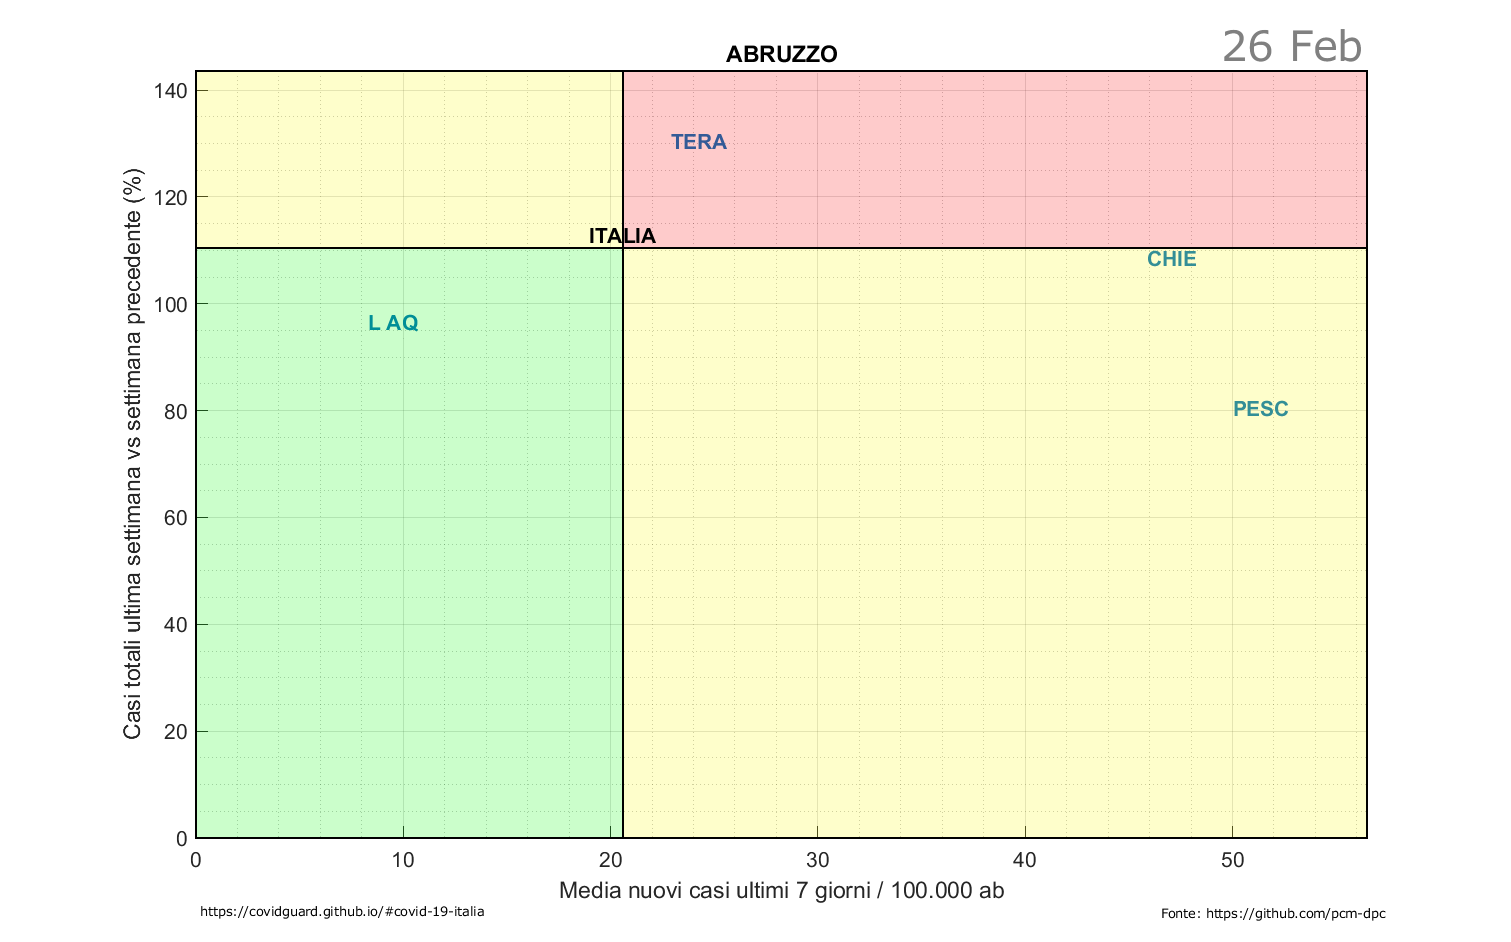 26 Feb
ABRUZZO
Casi totali ultima settimana vs settimana precedente (%)
140
120
100
80
60
40
20
0
TERA
ITALIA
CHIE
L AQ
PESC
0 10 20 30 40 50
Media nuovi casi ultimi 7 giorni / 100.000 ab
https://covidguard.github.io/#covid-19-italia
Fonte: https://github.com/pcm-dpc